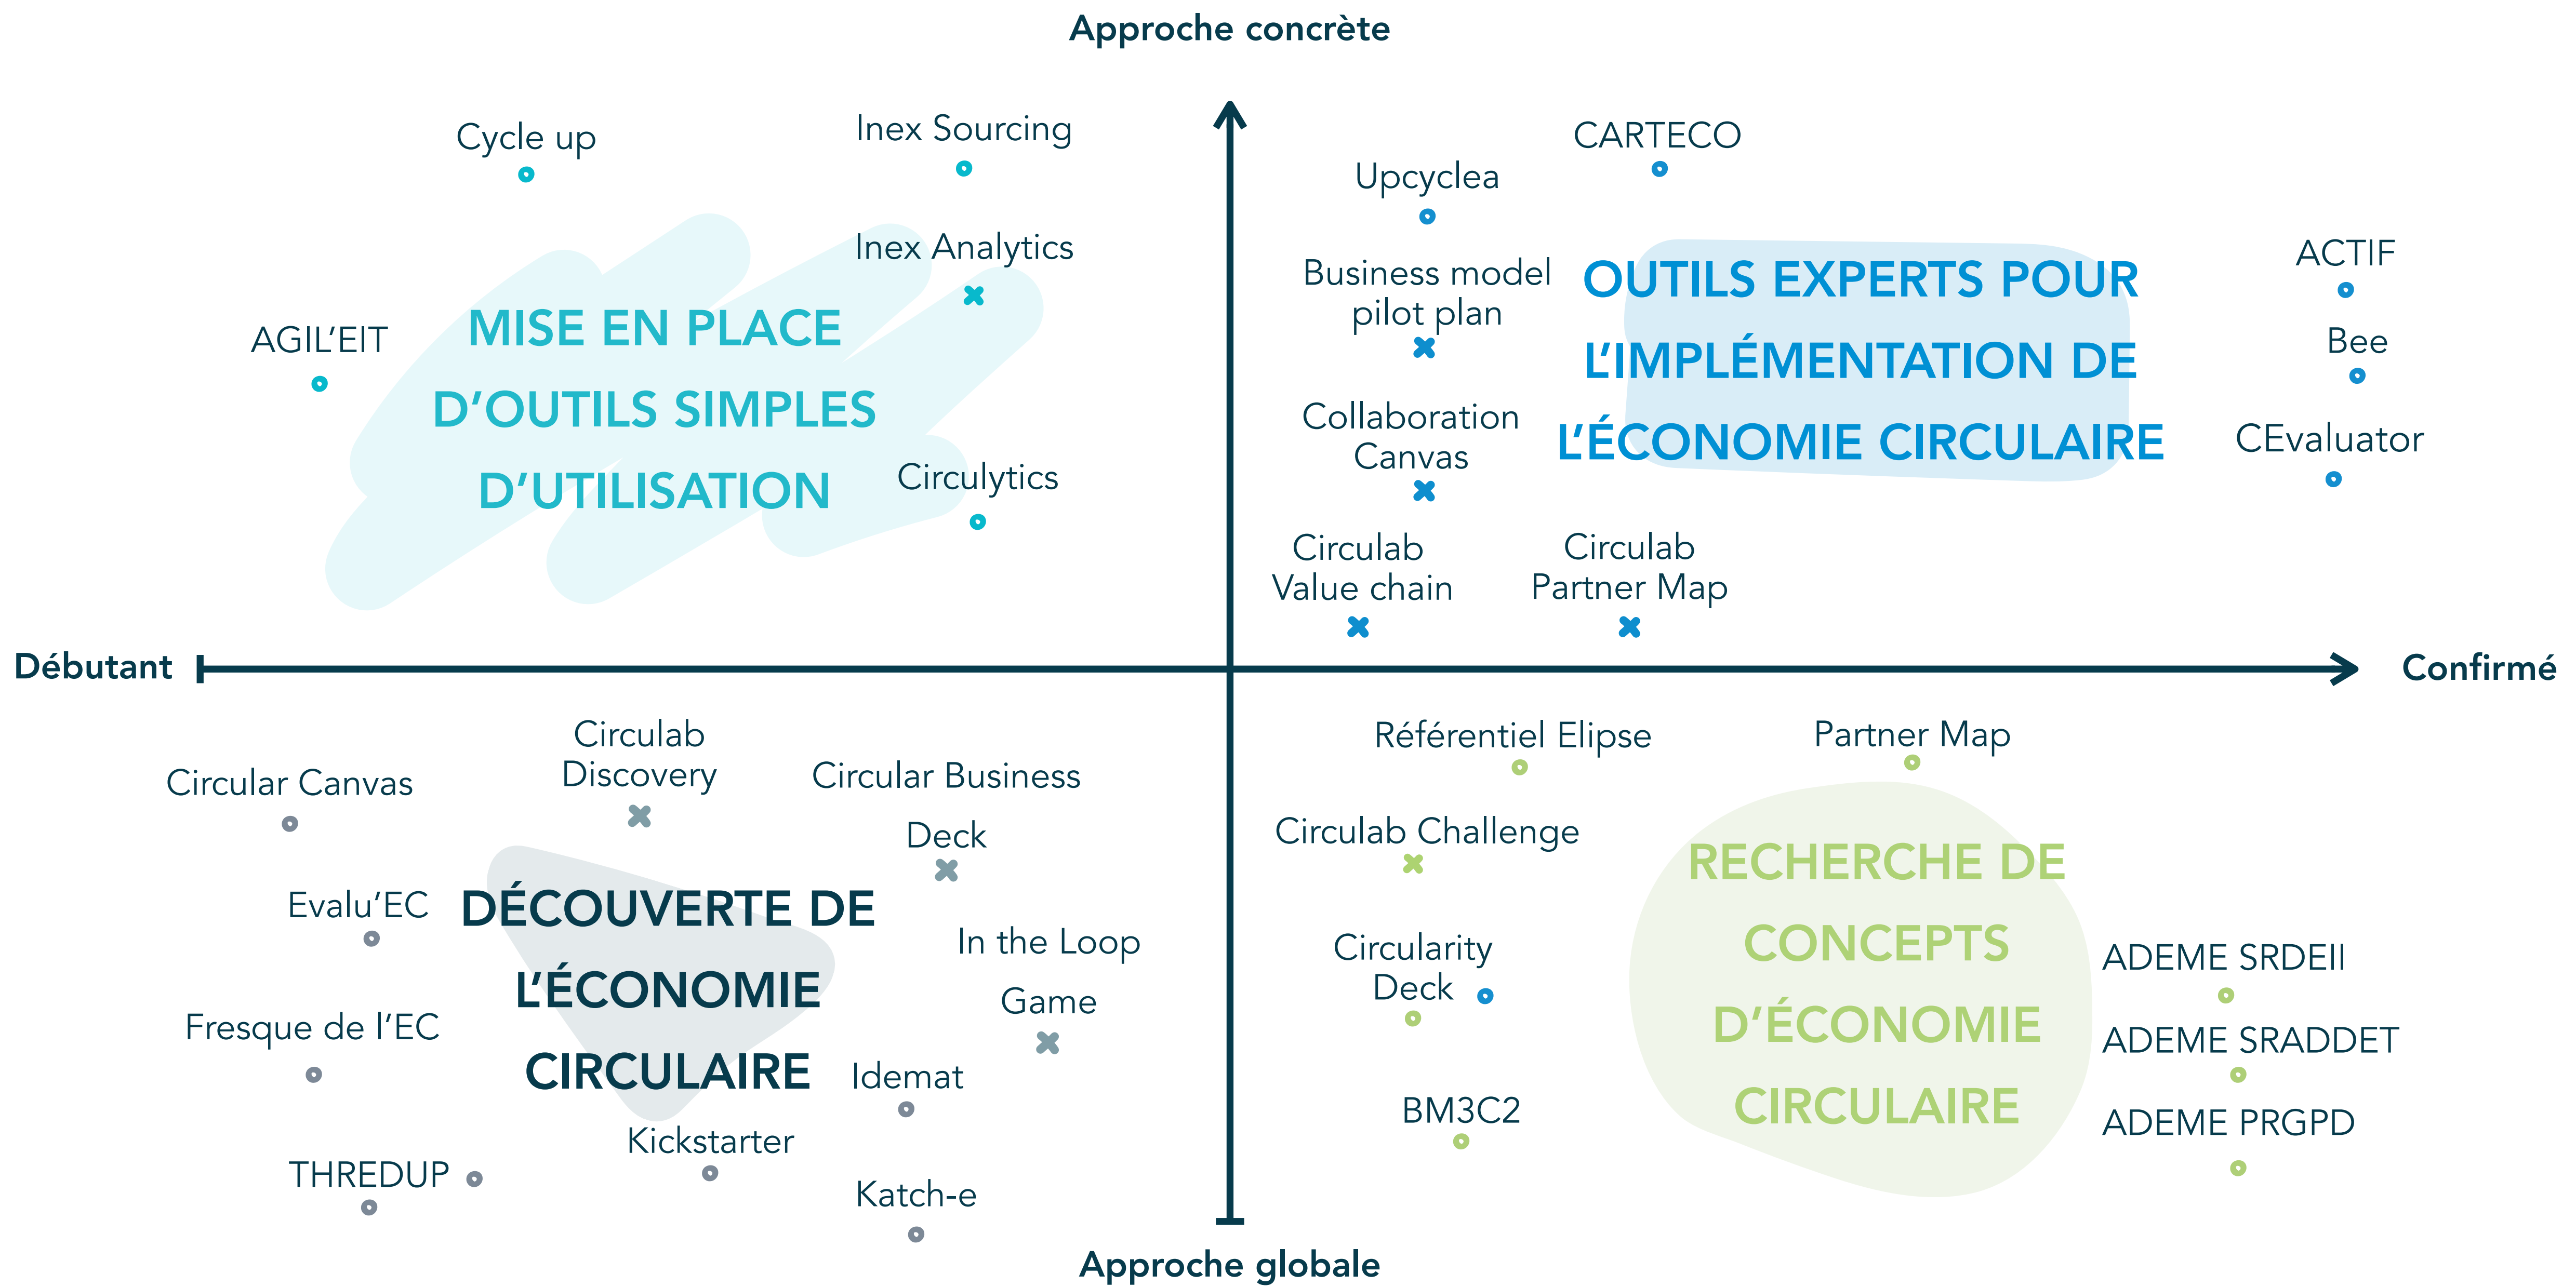 Approche concrète
Cycle up
Inex Sourcing
Inex Analytics
AGIL’EIT
MISE EN PLACE
D’OUTILS SIMPLES
D’UTILISATION
Circulytics
CARTECO
Upcyclea
Business model
pilot plan
OUTILS EXPERTS POUR
L’IMPLÉMENTATION DE
L’ÉCONOMIE CIRCULAIRE
ACTIF
Bee
CEvaluator
Collaboration
Canvas
Circulab
Value chain
Circulab
Partner Map
Débutant
Confirmé
Circular Canvas
Circulab
Discovery
Circular Business
Deck
Evalu’EC
DÉCOUVERTE DE
L’ÉCONOMIE
CIRCULAIRE
In the Loop
Game
Fresque de l’EC
Idemat
Kickstarter
THREDUP
Katch-e
Référentiel Elipse
Partner Map
Circulab Challenge
RECHERCHE DE
CONCEPTS
D’ÉCONOMIE
CIRCULAIRE
Circularity
Deck
ADEME SRDEII
ADEME SRADDET
ADEME PRGPD
BM3C2
Approche globale